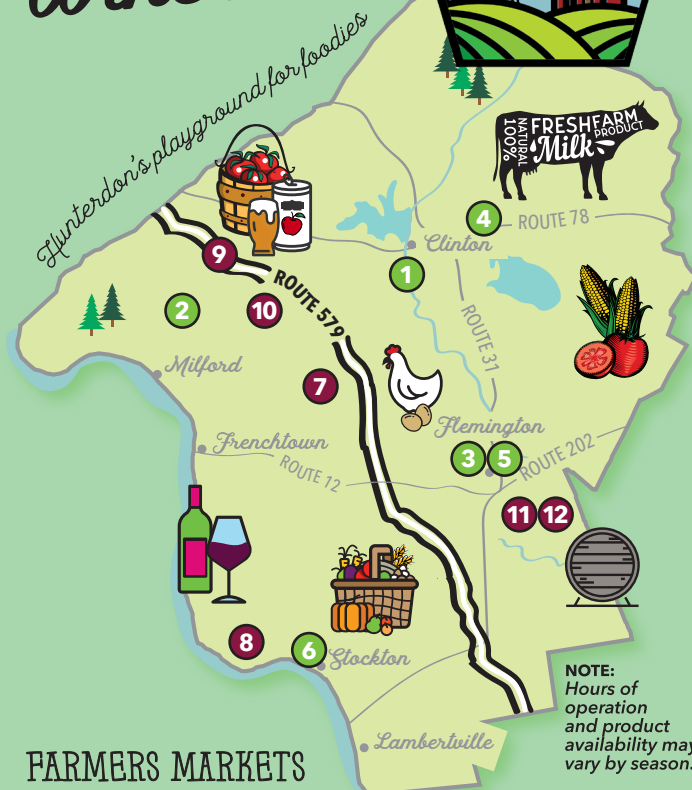 Hunterdon's playground for foodies
100%
NATURAL
FRESH FARM
PRODUCT
Milk
4
ROUTE 78
Clinton
9
1
2
10
ROUTE 579
ROUTE 31
Milford
7
Flemington
Frenchtown
3
5
ROUTE 202
ROUTE 12
11
12
8
6
Stockton
NOTE:
Hours of
operation
and product
availability may
vary by season.
Lambertville
FARMERS MARKETS